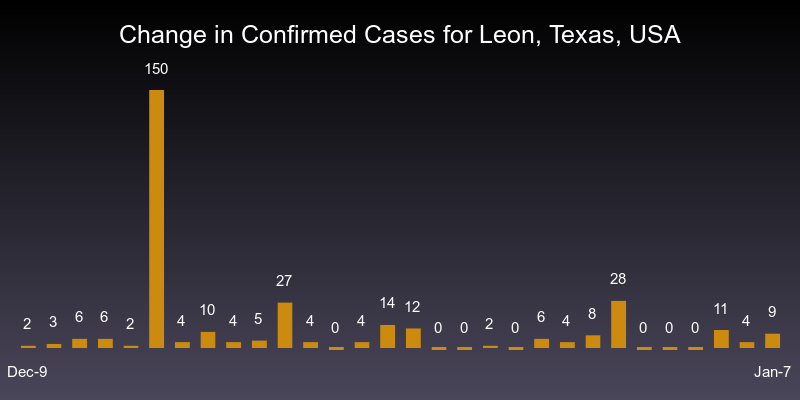 Change in Confirmed Cases for Leon, Texas, USA
150
2 3 6 6 2 4 10 4 5 27 4 0 4 14 12 0 0 2 0 6 4 8 28 0 0 0 11 4 9
Dec-9 Jan-7